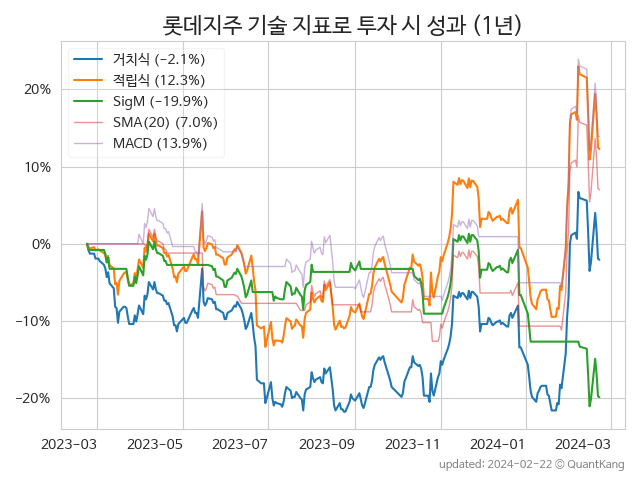 롯데지주 기술 지표로 투자 시 성과 (1년)
거치식 (−2.1%)
적립식 (12.3%)
SigM (−19.9%)
SMA(20) (7.0%)
MACD (13.9%)
20%
10%
0%
−10%
−20%
2023-03 2023-05 2023-07 2023-09 2023-11 2024-01 2024-03
updated: 2024-02-22 © QuantKang